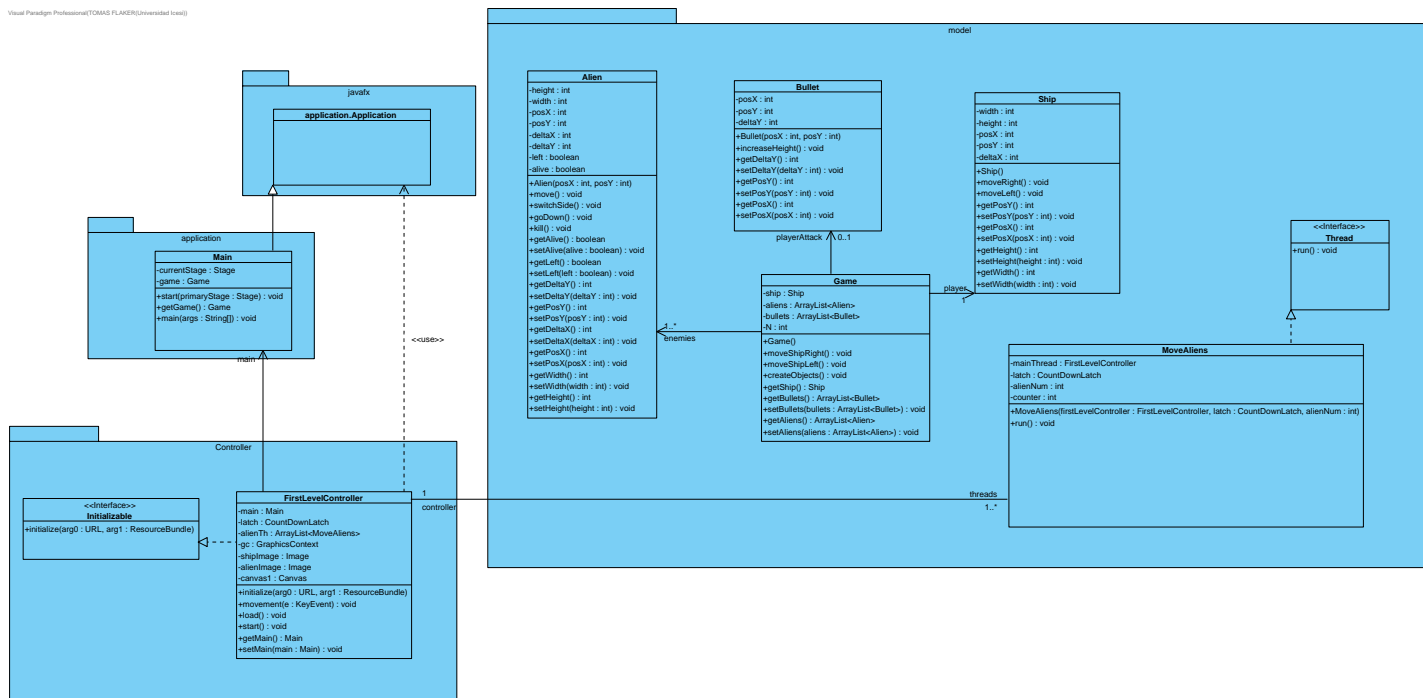 Visual Paradigm Professional(TOMAS FLAKER(Universidad Icesi))
model
javafx
application.Application
application
Main
-currentStage : Stage
-game : Game
+start(primaryStage : Stage) : void
+getGame() : Game
+main(args : String[]) : void
main
<<use>>
Controller
<<Interface>>
Initializable
+initialize(arg0 : URL, arg1 : ResourceBundle)
FirstLevelController
-main : Main
-latch : CountDownLatch
-alienTh : ArrayList<MoveAliens>
-gc : GraphicsContext
-shipImage : Image
-alienImage : Image
-canvas1 : Canvas
+initialize(arg0 : URL, arg1 : ResourceBundle)
+movement(e : KeyEvent) : void
+load() : void
+start() : void
+getMain() : Main
+setMain(main : Main) : void
1
controller
threads
1..*
Alien
-height : int
-width : int
-posX : int
-posY : int
-deltaX : int
-deltaY : int
-left : boolean
-alive : boolean
+Alien(posX : int, posY : int)
+move() : void
+switchSide() : void
+goDown() : void
+kill() : void
+getAlive() : boolean
+setAlive(alive : boolean) : void
+getLeft() : boolean
+setLeft(left : boolean) : void
+getDeltaY() : int
+setDeltaY(deltaY : int) : void
+getPosY() : int
+setPosY(posY : int) : void
+getDeltaX() : int
+setDeltaX(deltaX : int) : void
+getPosX() : int
+setPosX(posX : int) : void
+getWidth() : int
+setWidth(width : int) : void
+getHeight() : int
+setHeight(height : int) : void
Bullet
-posX : int
-posY : int
-deltaY : int
+Bullet(posX : int, posY : int)
+increaseHeight() : void
+getDeltaY() : int
+setDeltaY(deltaY : int) : void
+getPosY() : int
+setPosY(posY : int) : void
+getPosX() : int
+setPosX(posX : int) : void
playerAttack
0..1
Ship
-width : int
-height : int
-posX : int
-posY : int
-deltaX : int
+Ship()
+moveRight() : void
+moveLeft() : void
+getPosY() : int
+setPosY(posY : int) : void
+getPosX() : int
+setPosX(posX : int) : void
+getHeight() : int
+setHeight(height : int) : void
+getWidth() : int
+setWidth(width : int) : void
player
1
1..*
enemies
Game
-ship : Ship
-aliens : ArrayList<Alien>
-bullets : ArrayList<Bullet>
-N : int
+Game()
+moveShipRight() : void
+moveShipLeft() : void
+createObjects() : void
+getShip() : Ship
+getBullets() : ArrayList<Bullet>
+setBullets(bullets : ArrayList<Bullet>) : void
+getAliens() : ArrayList<Alien>
+setAliens(aliens : ArrayList<Alien>) : void
<<Interface>>
Thread
+run() : void
MoveAliens
-mainThread : FirstLevelController
-latch : CountDownLatch
-alienNum : int
-counter : int
+MoveAliens(firstLevelController : FirstLevelController, latch : CountDownLatch, alienNum : int)
+run() : void